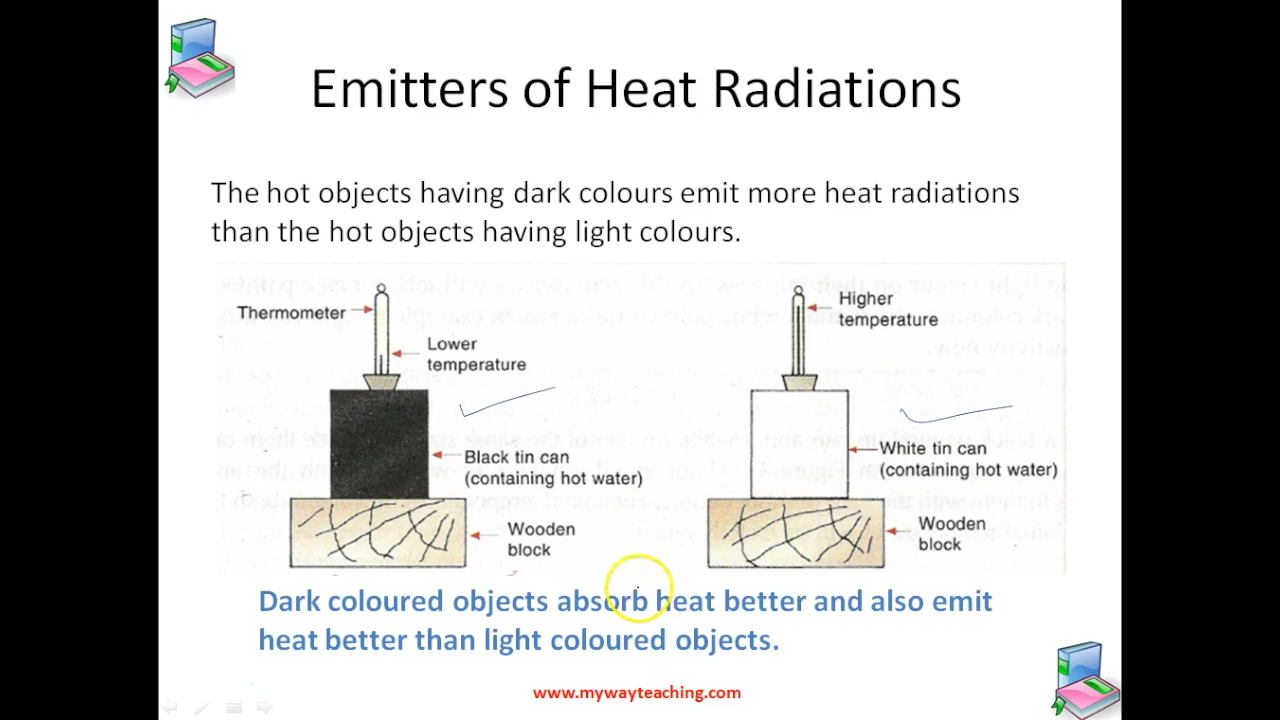 Emitters of Heat Radiations
The hot objects having dark colours emit more heat radiations
than the hot objects having light colours.
Thermometer
Lower
temperature
Black tin can
(containing hot water)
Wooden
block
Higher
temperature
White tin can
(containing hot water)
Wooden
block
Dark coloured objects absorb heat better and also emit
heat better than light coloured objects.
www.mywayteaching.com